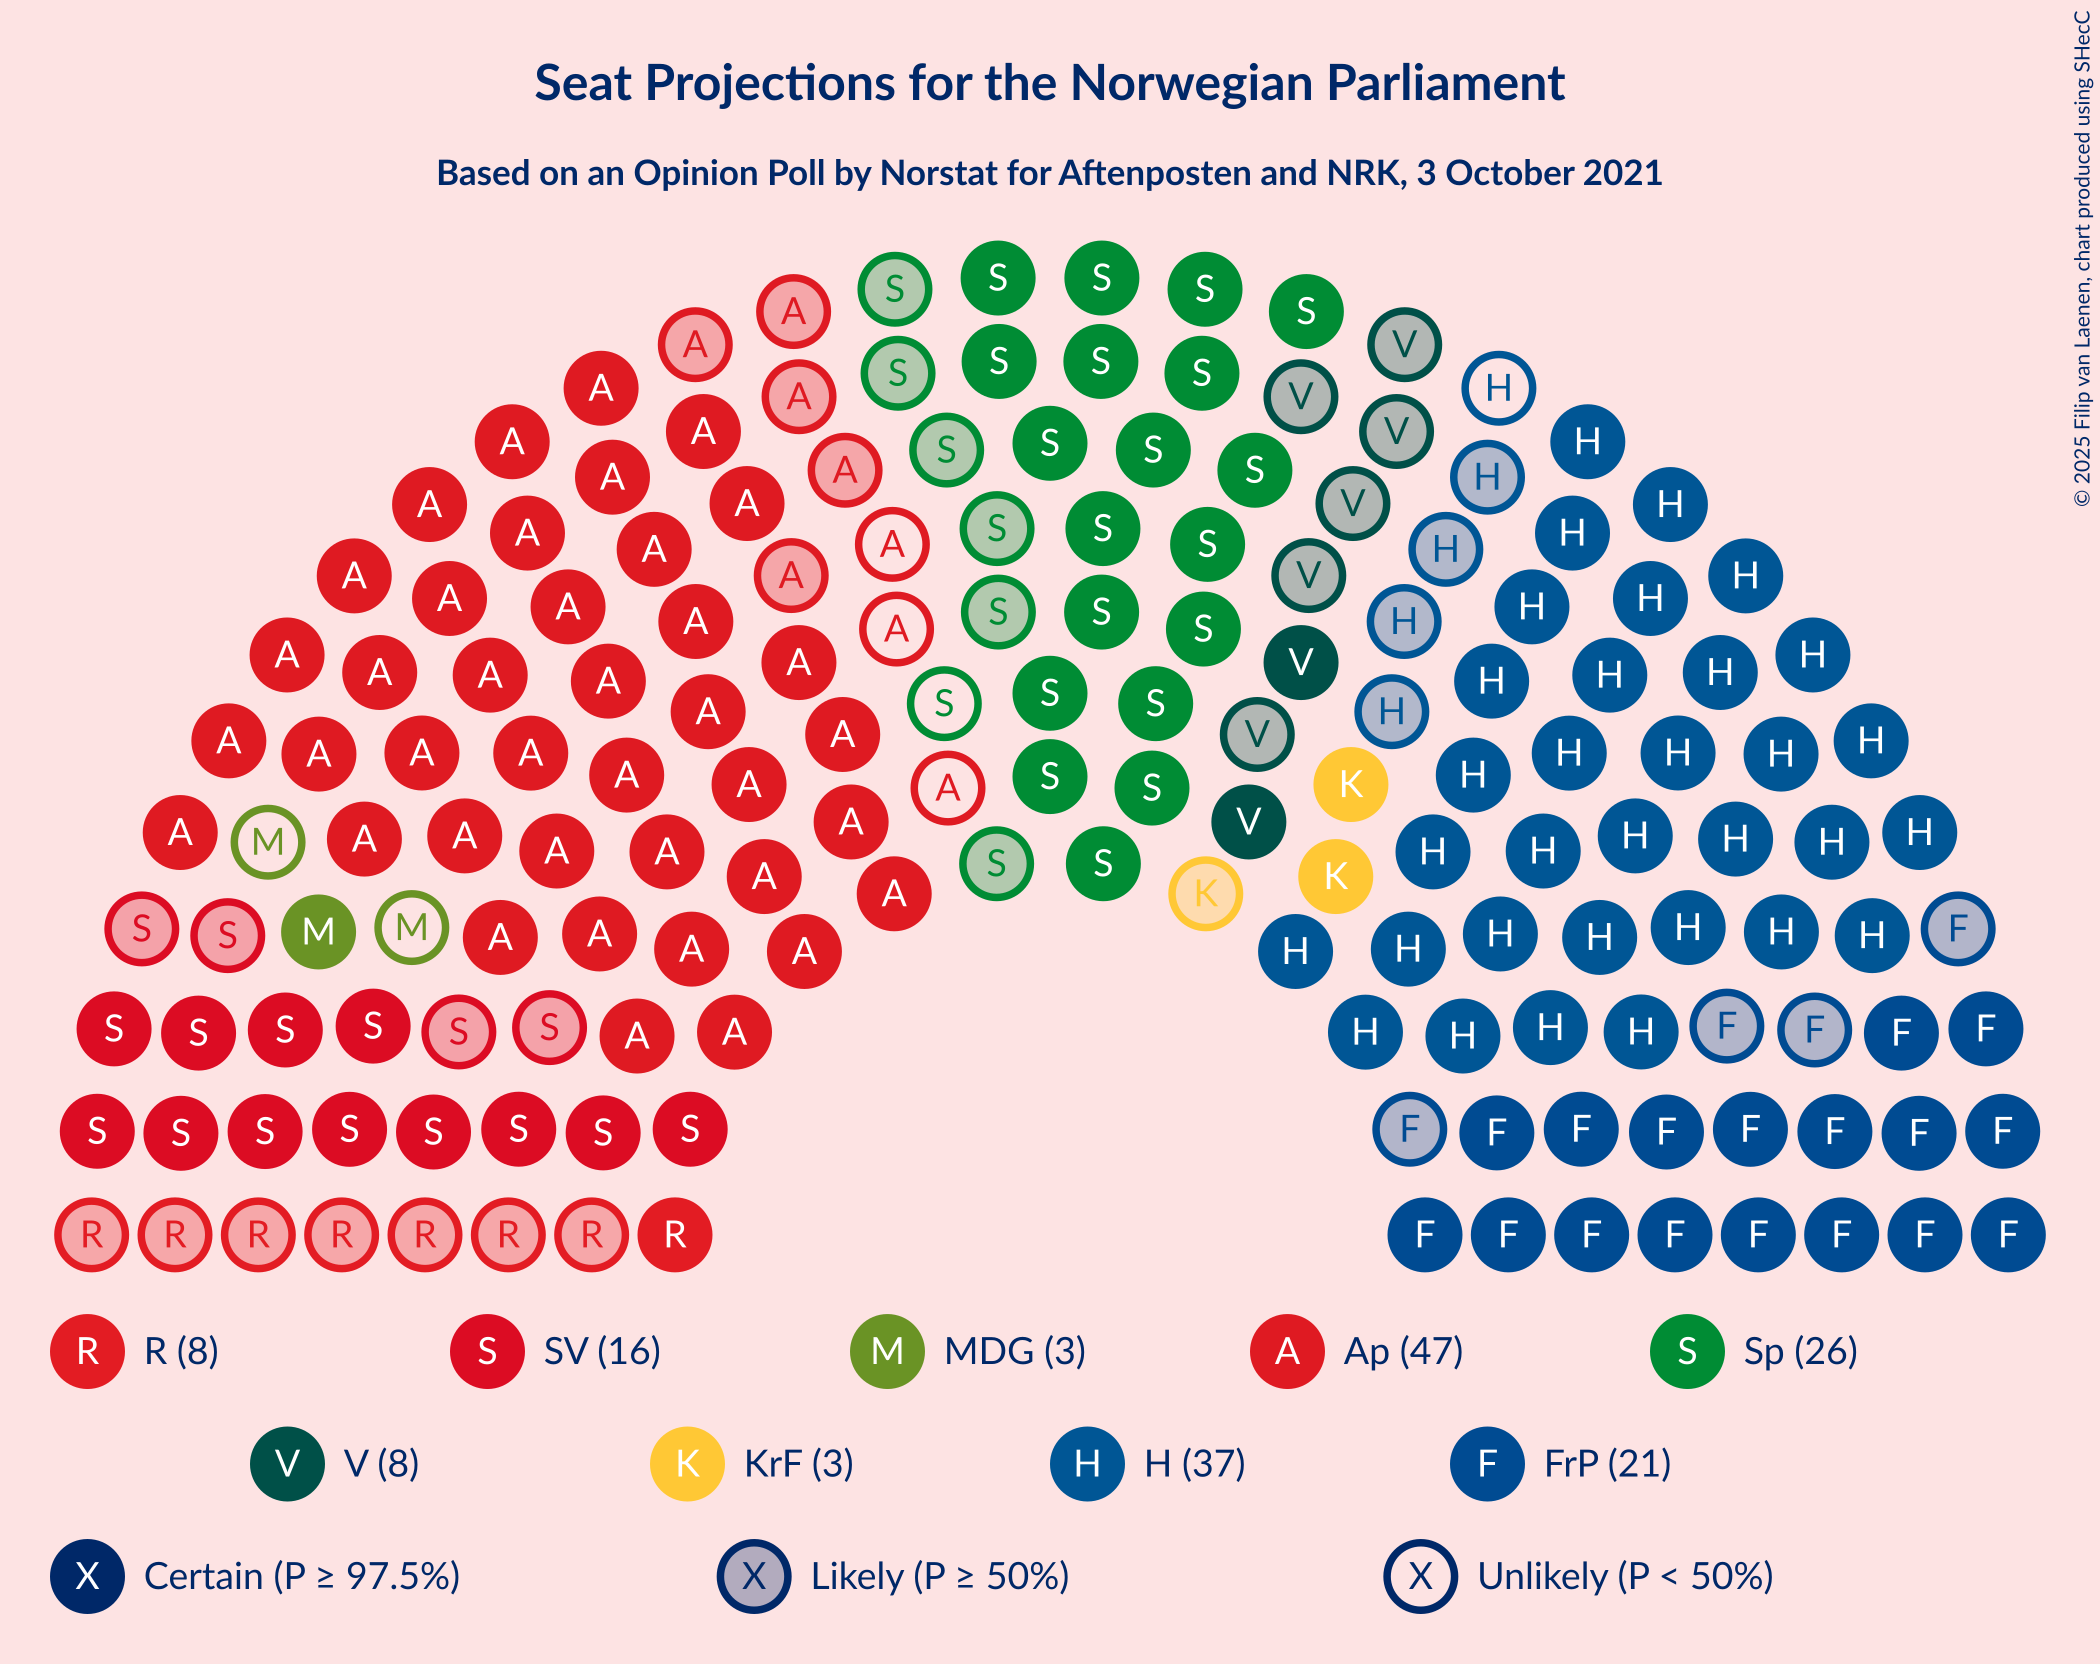 Seat Projections for the Norwegian Parliament
Based on an Opinion Poll by Norstat for Aftenposten and NRK, 3 October 2021
© 2025 Filip van Laenen, chart produced using SHecC
S S S S S V
A A S S S S V V H H
A A A S S S S V V H H H
A A A A A S S S V H H H
A A A A A A A S S V H H H H
A A A A A A A S S S V H H H H H
A A A A A A A A S S V K H H H H H
A M A A A A A A A S S V K H H H H H H
S S M M A A A A A K K H H H H H H H F
S S S S S S A A H H H H F F F F
S S S S S S S S F F F F F F F F
R R R R R R R R F F F F F F F F
R R (8) S SV (16) M MDG (3) A Ap (47) S Sp (26)
V V (8) K KrF (3) H H (37) F FrP (21)
X Certain (P ≥ 97.5%) X Likely (P ≥ 50%) X Unlikely (P < 50%)